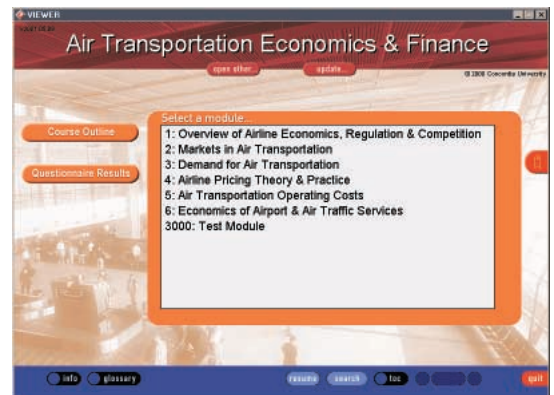 VIEWER
Air Transportation Economics & Finance
open other...
update...
© 2000 Concordia University
Select a module...
Course Outline
Questionnaire Results
1: Overview of Airline Economics, Regulation & Competition
2: Markets in Air Transportation
3: Demand for Air Transportation
4: Airline Pricing Theory & Practice
5: Air Transportation Operating Costs
6: Economics of Airport & Air Traffic Services
3000: Test Module
info
glossary
resume
search
toc
quit